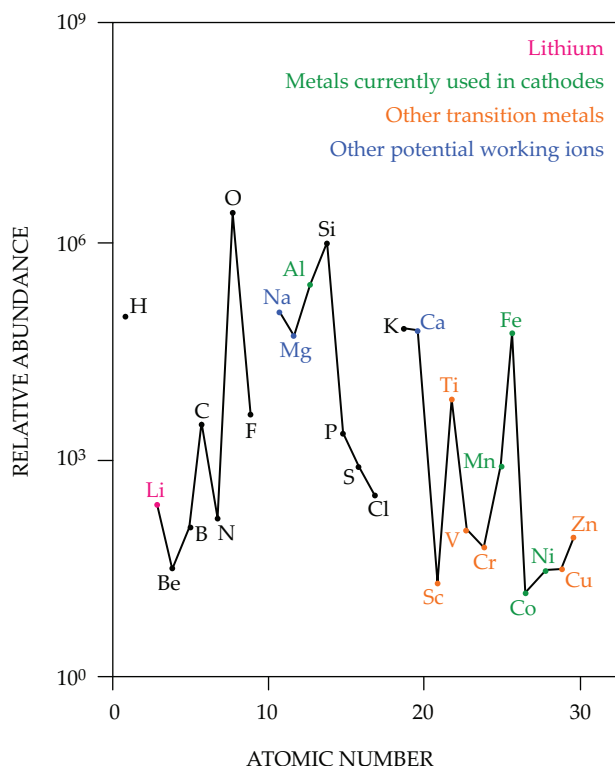 10⁹
Lithium
Metals currently used in cathodes
Other transition metals
Other potential working ions
O
10⁶
Si
Al
Na
H
Mg
K
Ca
Fe
Ti
C
F
P
10³
Mn
S
Li
Cl
B
N
V
Zn
Cr
Ni
Be
Cu
Sc
Co
10⁰
0
10
20
30
RELATIVE ABUNDANCE
ATOMIC NUMBER